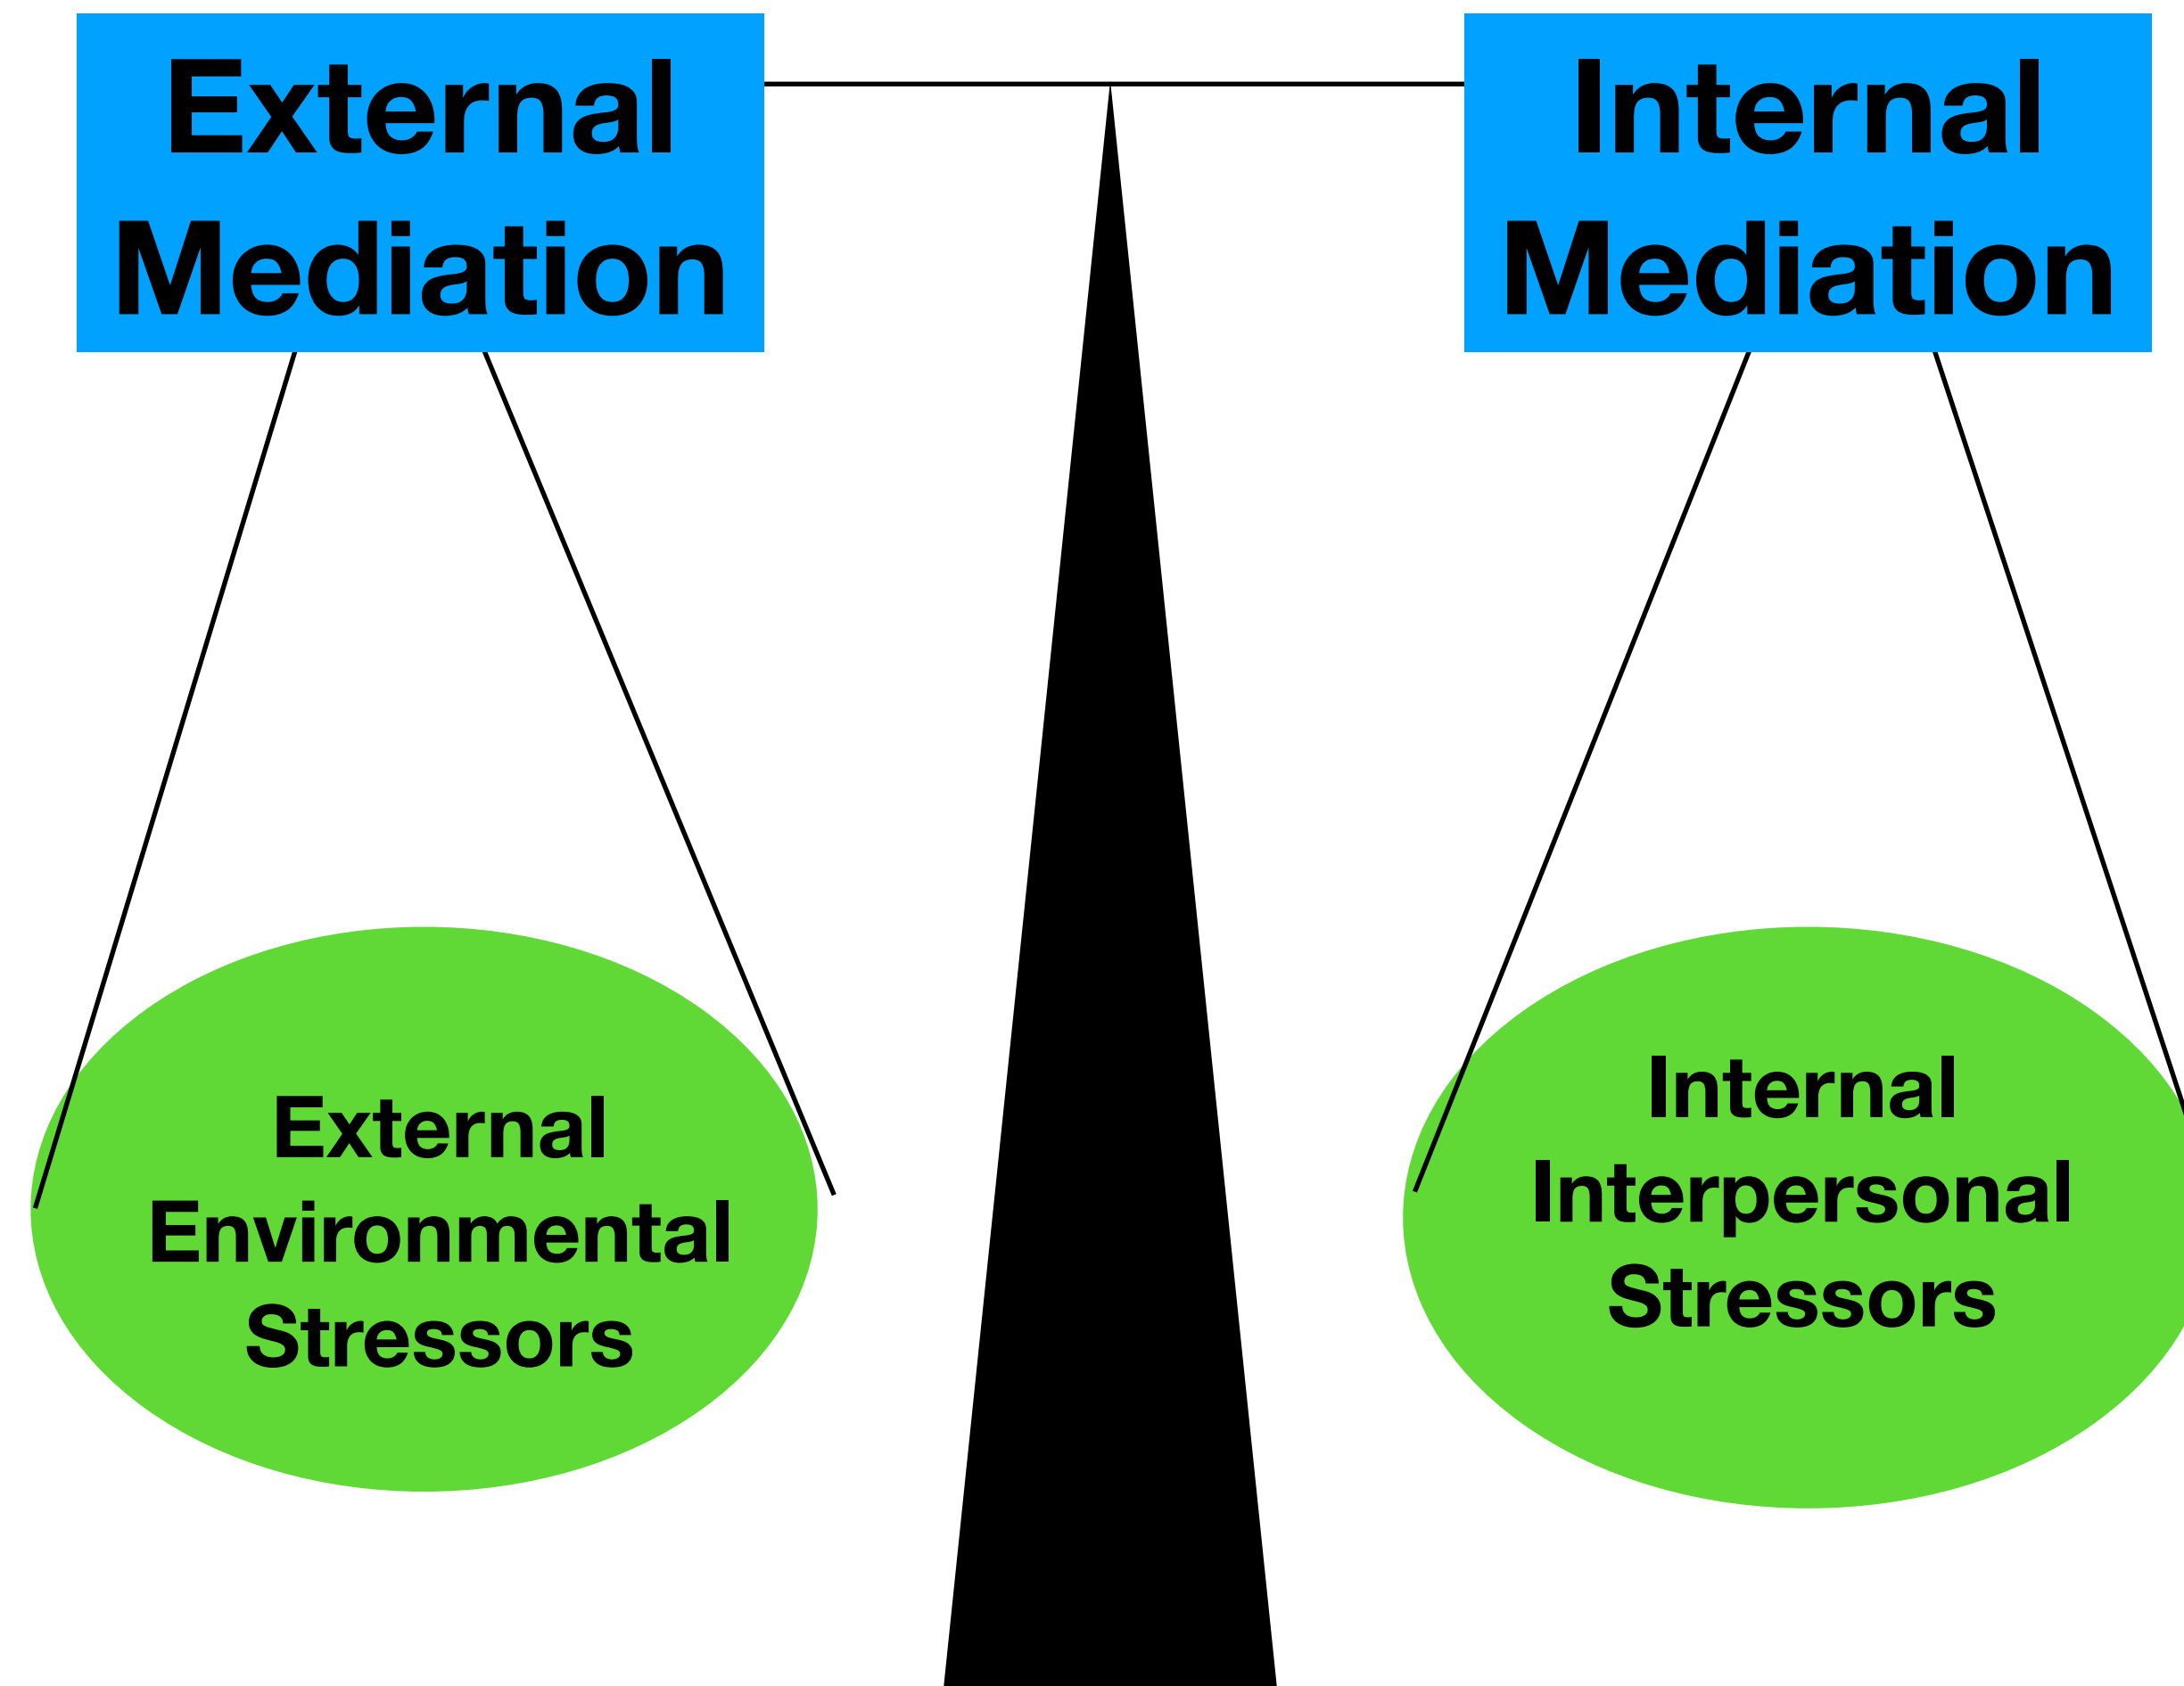 External
Mediation
Internal
Mediation
External
Environmental
Stressors
Internal
Interpersonal
Stressors